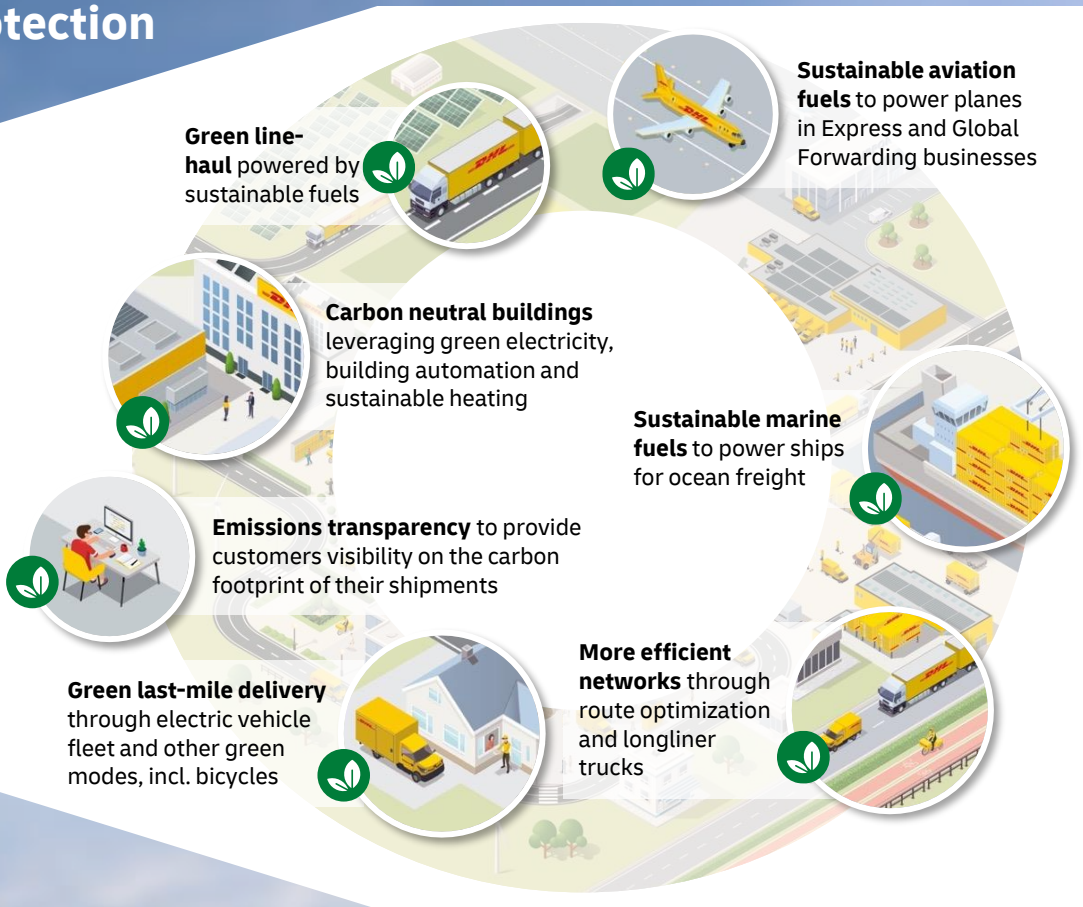 otection
Green line-
haul powered by
sustainable fuels
Sustainable aviation
fuels to power planes
in Express and Global
Forwarding businesses
Carbon neutral buildings
leveraging green electricity,
building automation and
sustainable heating
Sustainable marine
fuels to power ships
for ocean freight
Emissions transparency to provide
customers visibility on the carbon
footprint of their shipments
More efficient
networks through
route optimization
and longliner
trucks
Green last-mile delivery
through electric vehicle
fleet and other green
modes, incl. bicycles
DHL
DHL
DHL
DHL